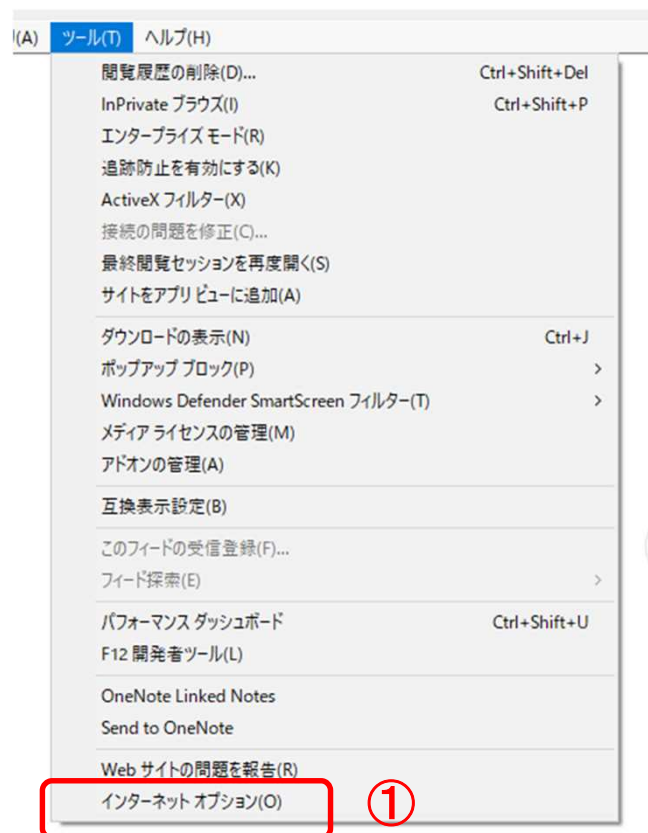 (A) ツール(T) ヘルプ(H)
閲覧履歴の削除(D)... Ctrl+Shift+Del
InPrivate ブラウズ(I) Ctrl+Shift+P
エンタープライズ モード(R)
追跡防止を有効にする(K)
ActiveX フィルター(X)
接続の問題を修正(C)...
最終閲覧セッションを再度開く(S)
サイトをアプリ ビューに追加(A)
ダウンロードの表示(N) Ctrl+J
ポップアップ ブロック(P)
Windows Defender SmartScreen フィルター(T)
メディア ライセンスの管理(M)
アドオンの管理(A)
互換表示設定(B)
このフィードの受信登録(F)...
フィード探索(E)
パフォーマンス ダッシュボード Ctrl+Shift+U
F12 開発者ツール(L)
OneNote Linked Notes
Send to OneNote
Web サイトの問題を報告(R)
インターネット オプション(O) ①